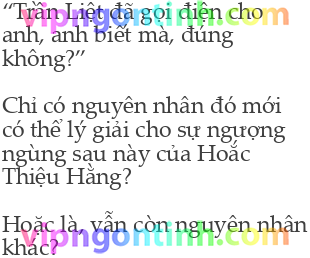 “Trần Liệt đã gọi điện cho
anh, anh biết mà, đúng
không?”
Chỉ có nguyên nhân đó mới
có thể lý giải cho sự ngượng
ngùng sau này của Hoắc
Thiệu Hằng?
Hoặc là, vẫn còn nguyên nhân
khác?
vipngontinh.com
vipngontinh.com
vipngontinh.com